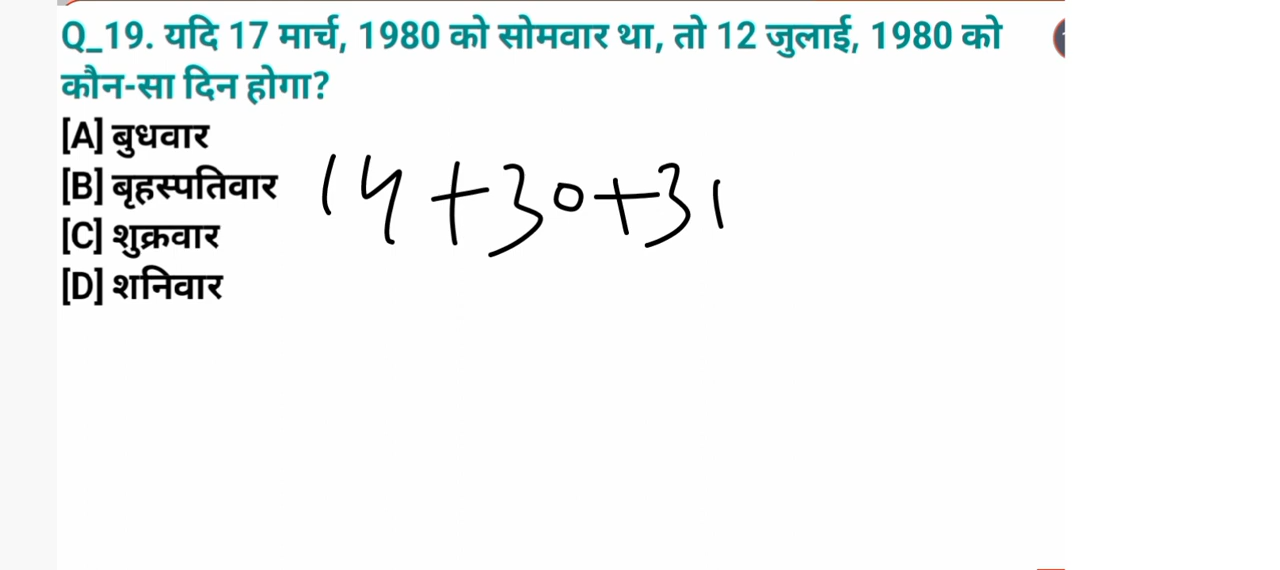 Q_19. यदि 17 मार्च, 1980 को सोमवार था, तो 12 जुलाई, 1980 को
कौन-सा दिन होगा?
[A] बुधवार
[B] बृहस्पतिवार
[C] शुक्रवार
[D] शनिवार
14+30+31